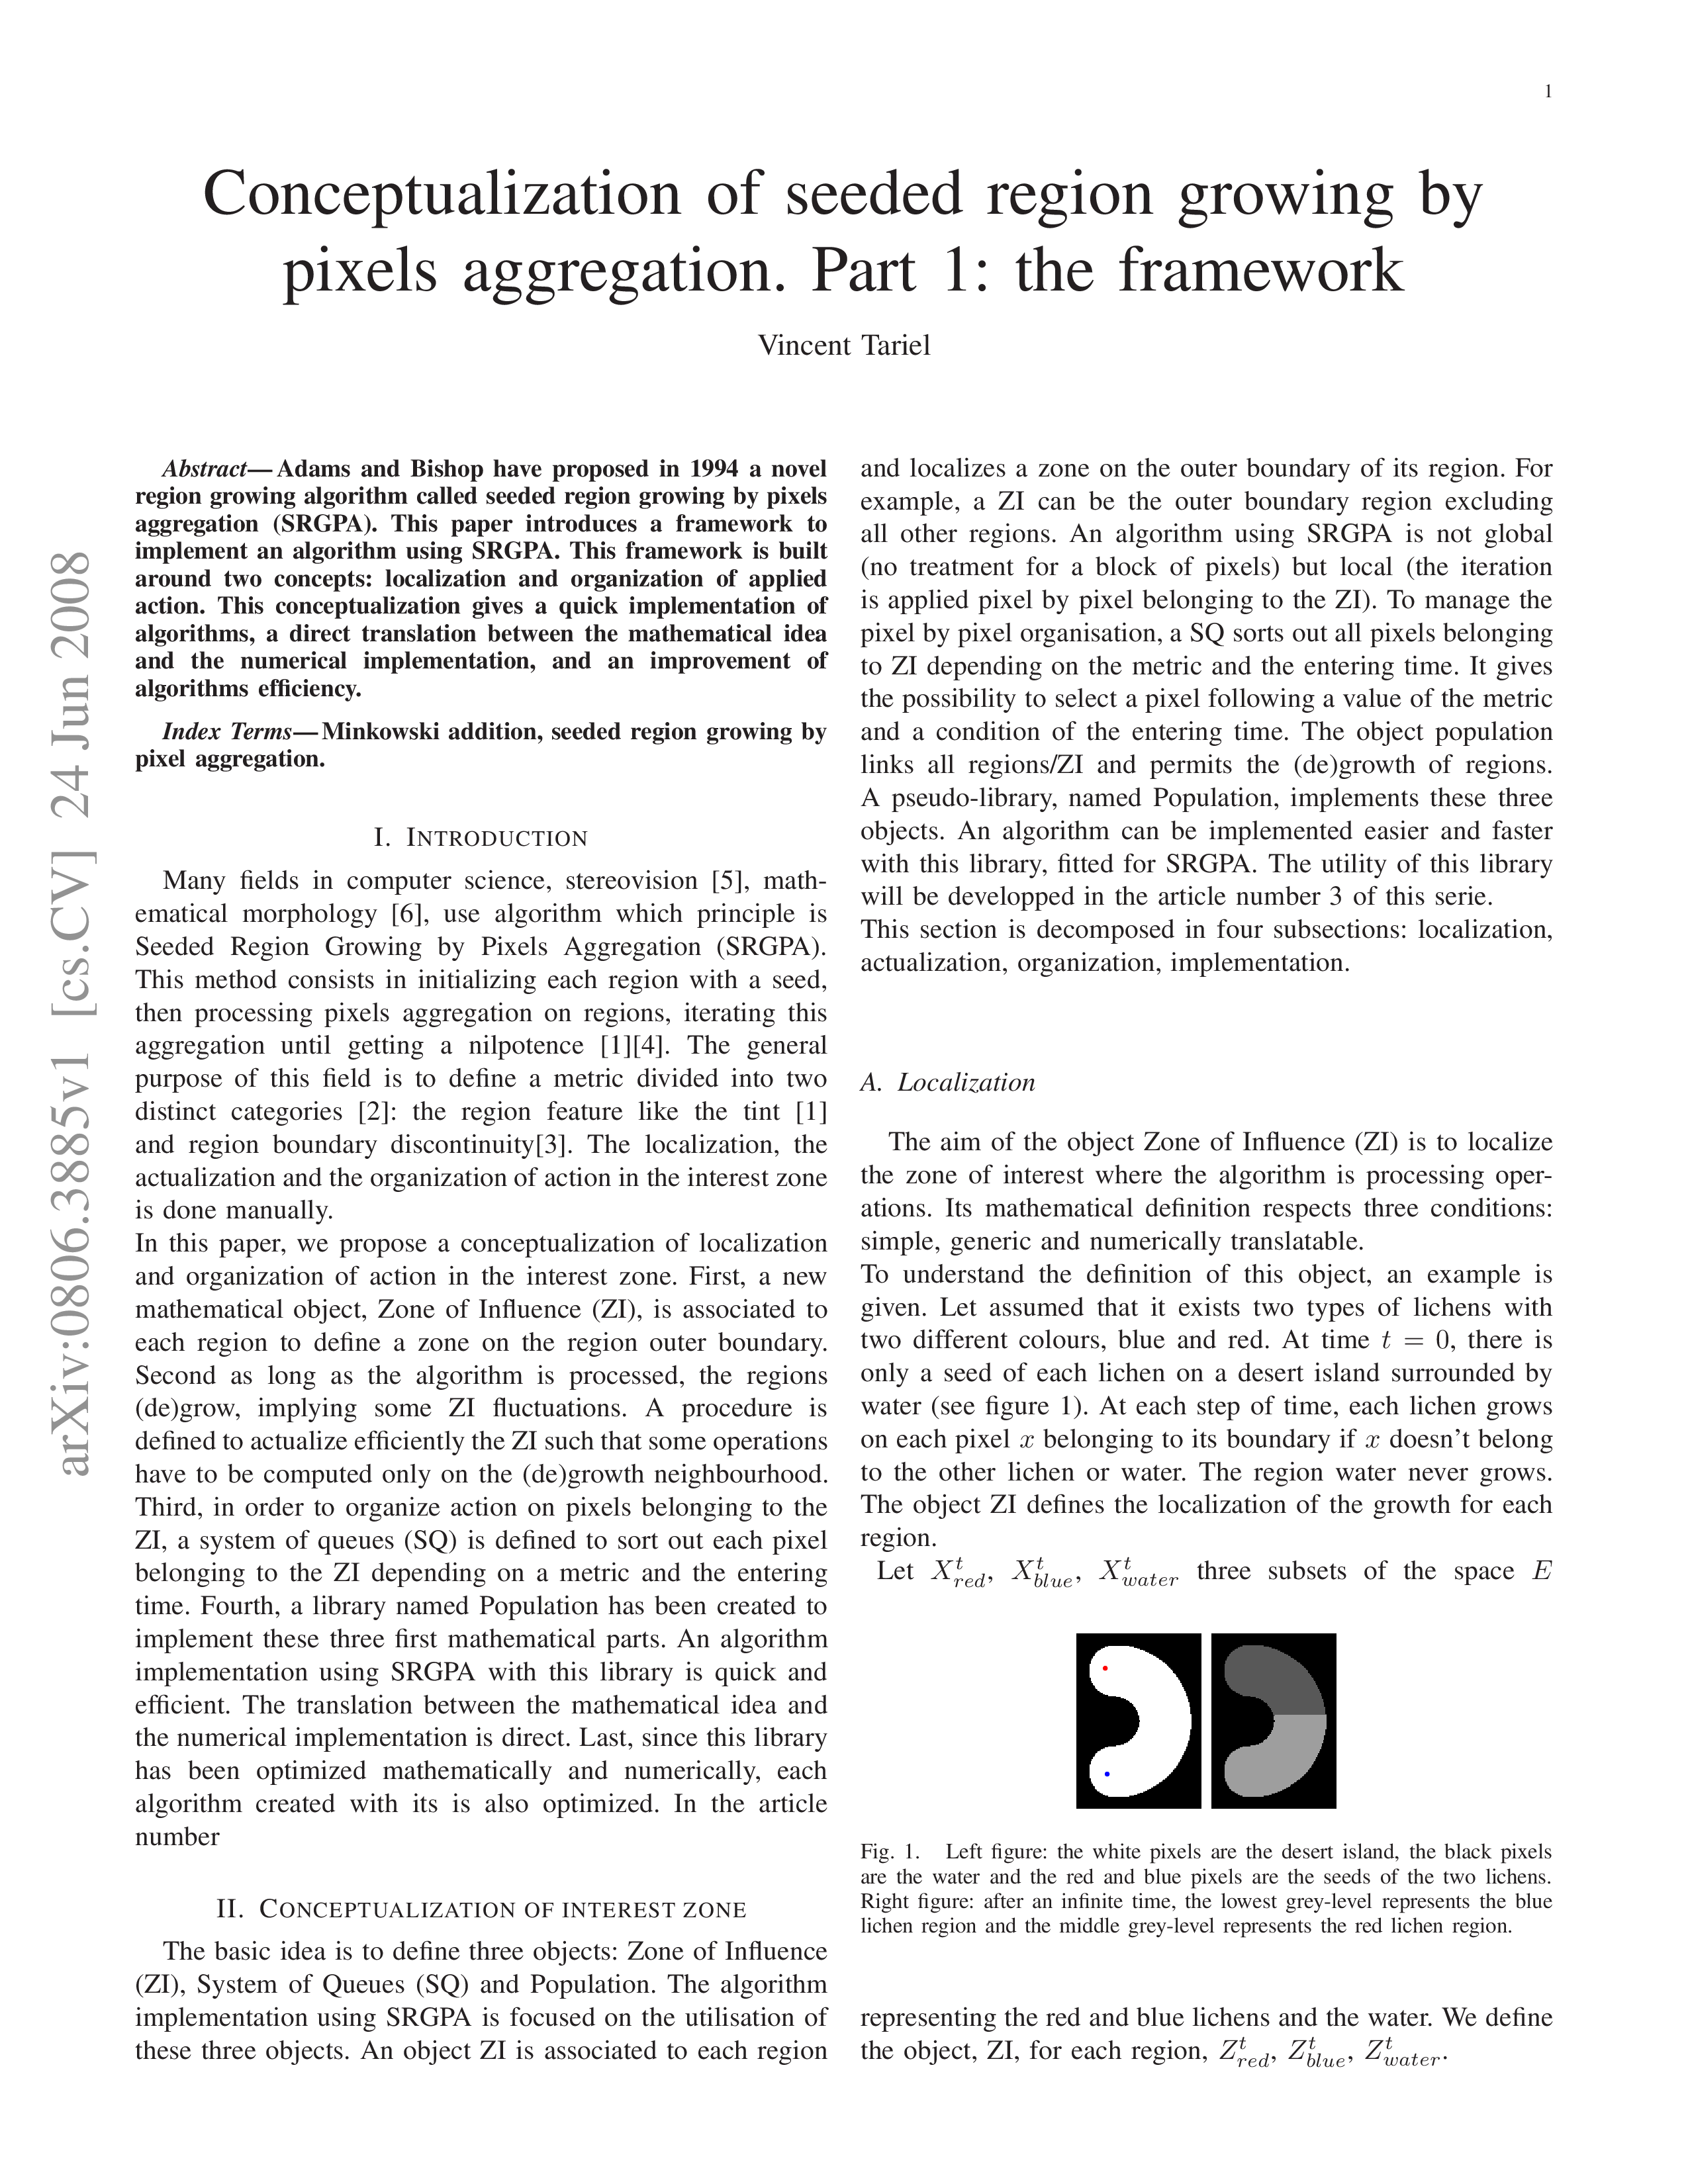 1
Conceptualization of seeded region growing by
pixels aggregation. Part 1: the framework
Vincent Tariel
arXiv:0806.3885v1 [cs.CV] 24 Jun 2008
Abstract— Adams and Bishop have proposed in 1994 a novel
region growing algorithm called seeded region growing by pixels
aggregation (SRGPA). This paper introduces a framework to
implement an algorithm using SRGPA. This framework is built
around two concepts: localization and organization of applied
action. This conceptualization gives a quick implementation of
algorithms, a direct translation between the mathematical idea
and the numerical implementation, and an improvement of
algorithms efficiency.
Index Terms— Minkowski addition, seeded region growing by
pixel aggregation.
I. INTRODUCTION
Many fields in computer science, stereovision [5], math-
ematical morphology [6], use algorithm which principle is
Seeded Region Growing by Pixels Aggregation (SRGPA).
This method consists in initializing each region with a seed,
then processing pixels aggregation on regions, iterating this
aggregation until getting a nilpotence [1][4]. The general
purpose of this field is to define a metric divided into two
distinct categories [2]: the region feature like the tint [1]
and region boundary discontinuity[3]. The localization, the
actualization and the organization of action in the interest zone
is done manually.
In this paper, we propose a conceptualization of localization
and organization of action in the interest zone. First, a new
mathematical object, Zone of Influence (ZI), is associated to
each region to define a zone on the region outer boundary.
Second as long as the algorithm is processed, the regions
(de)grow, implying some ZI fluctuations. A procedure is
defined to actualize efficiently the ZI such that some operations
have to be computed only on the (de)growth neighbourhood.
Third, in order to organize action on pixels belonging to the
ZI, a system of queues (SQ) is defined to sort out each pixel
belonging to the ZI depending on a metric and the entering
time. Fourth, a library named Population has been created to
implement these three first mathematical parts. An algorithm
implementation using SRGPA with this library is quick and
efficient. The translation between the mathematical idea and
the numerical implementation is direct. Last, since this library
has been optimized mathematically and numerically, each
algorithm created with its is also optimized. In the article
number
II. CONCEPTUALIZATION OF INTEREST ZONE
The basic idea is to define three objects: Zone of Influence
(ZI), System of Queues (SQ) and Population. The algorithm
implementation using SRGPA is focused on the utilisation of
these three objects. An object ZI is associated to each region
and localizes a zone on the outer boundary of its region. For
example, a ZI can be the outer boundary region excluding
all other regions. An algorithm using SRGPA is not global
(no treatment for a block of pixels) but local (the iteration
is applied pixel by pixel belonging to the ZI). To manage the
pixel by pixel organisation, a SQ sorts out all pixels belonging
to ZI depending on the metric and the entering time. It gives
the possibility to select a pixel following a value of the metric
and a condition of the entering time. The object population
links all regions/ZI and permits the (de)growth of regions.
A pseudo-library, named Population, implements these three
objects. An algorithm can be implemented easier and faster
with this library, fitted for SRGPA. The utility of this library
will be developped in the article number 3 of this serie.
This section is decomposed in four subsections: localization,
actualization, organization, implementation.
A. Localization
The aim of the object Zone of Influence (ZI) is to localize
the zone of interest where the algorithm is processing oper-
ations. Its mathematical definition respects three conditions:
simple, generic and numerically translatable.
To understand the definition of this object, an example is
given. Let assumed that it exists two types of lichens with
two different colours, blue and red. At time $t = 0$, there is
only a seed of each lichen on a desert island surrounded by
water (see figure 1). At each step of time, each lichen grows
on each pixel $x$ belonging to its boundary if $x$ doesn't belong
to the other lichen or water. The region water never grows.
The object ZI defines the localization of the growth for each
region.
Let $X^t_{red}$, $X^t_{blue}$, $X^t_{water}$ three subsets of the space $E$
Fig. 1. Left figure: the white pixels are the desert island, the black pixels
are the water and the red and blue pixels are the seeds of the two lichens.
Right figure: after an infinite time, the lowest grey-level represents the blue
lichen region and the middle grey-level represents the red lichen region.
representing the red and blue lichens and the water. We define
the object, ZI, for each region, $Z^t_{red}$, $Z^t_{blue}$, $Z^t_{water}$.